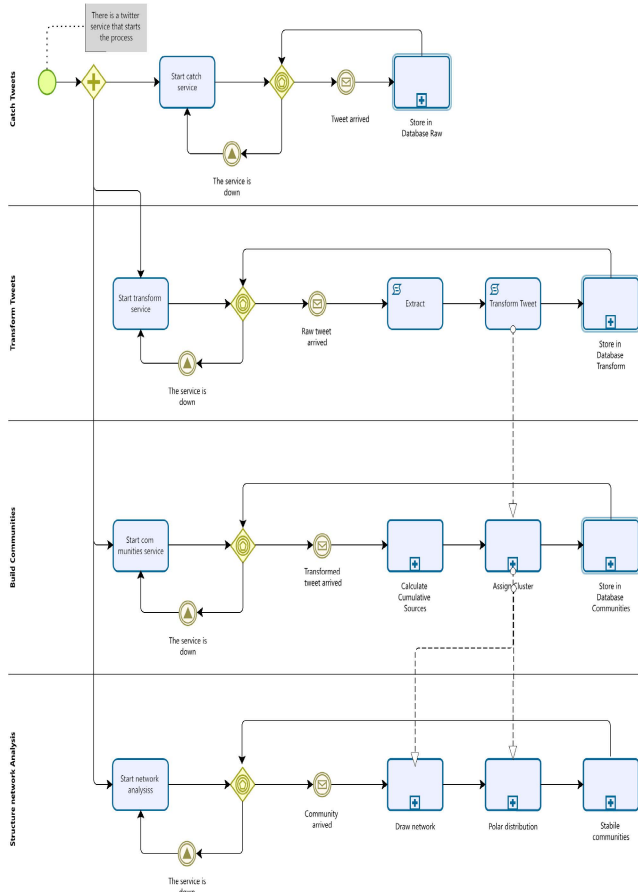 There is a twitter
service that starts
the process
Catch Tweets
Start catch
service
Tweet arrived
Store in
Database Raw
The service is
down
Transform Tweets
Start transform
service
Raw tweet
arrived
Extract
Transform Tweet
Store in
Database
Transform
The service is
down
Build Communities
Start com
munities service
Transformed
tweet arrived
Calculate
Cumulative
Sources
Assign Cluster
Store in
Database
Communities
The service is
down
Structure network Analysis
Start network
analysiss
Community
arrived
Draw network
Polar distribution
Stabile
communities
The service is
down